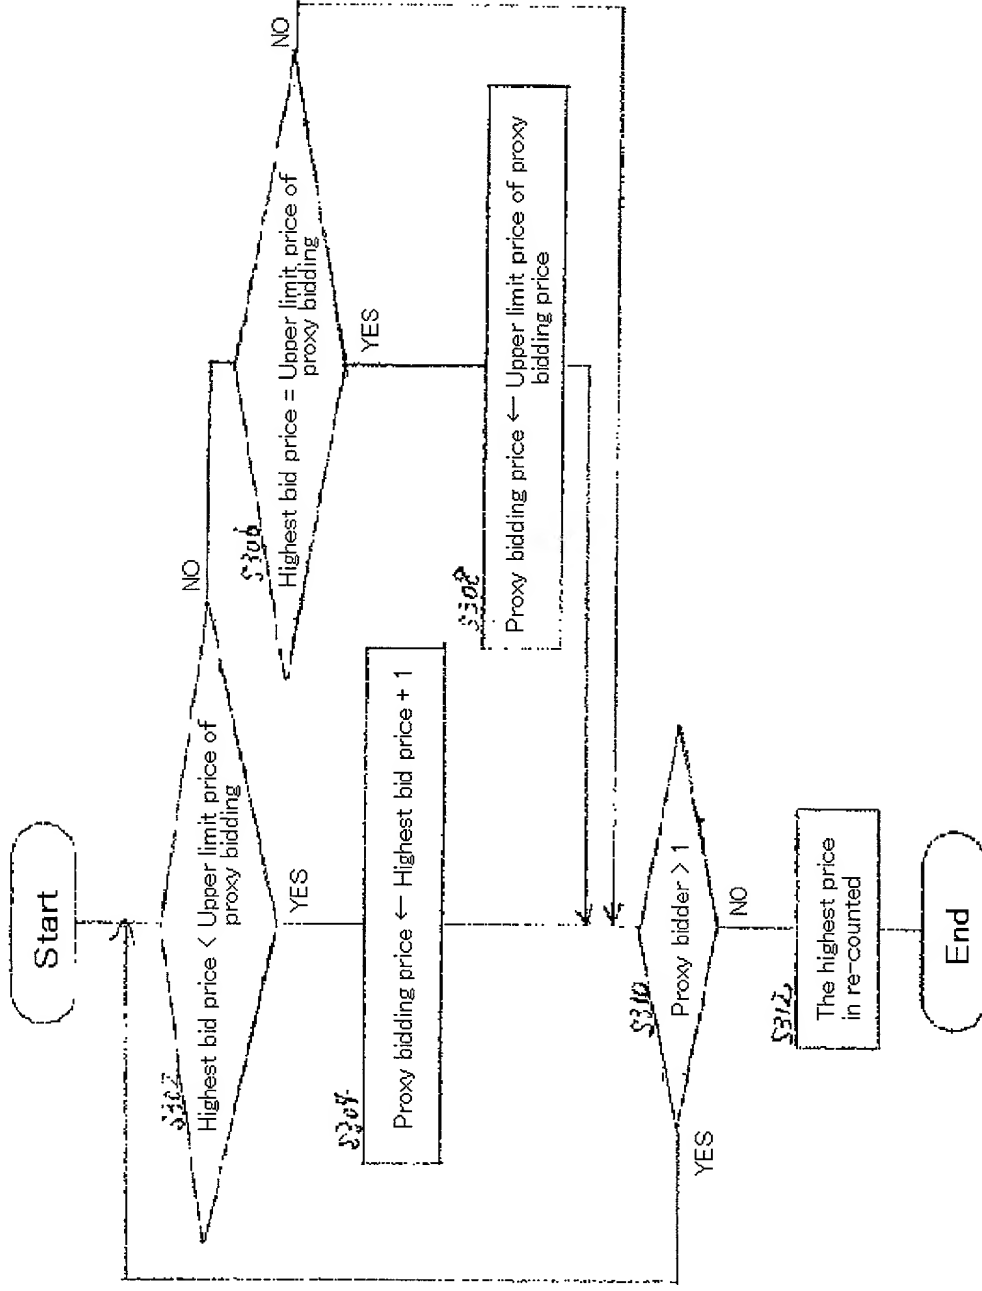 Start
S302
Highest bid price < Upper limit price of
proxy bidding
NO
YES
S304
Proxy bidding price ← Highest bid price + 1
S306
Highest bid price = Upper limit price of
proxy bidding
NO
YES
S308
Proxy bidding price ← Upper limit price of proxy
bidding price
S310
Proxy bidder > 1
YES
NO
S312
The highest price
in re-counted
End